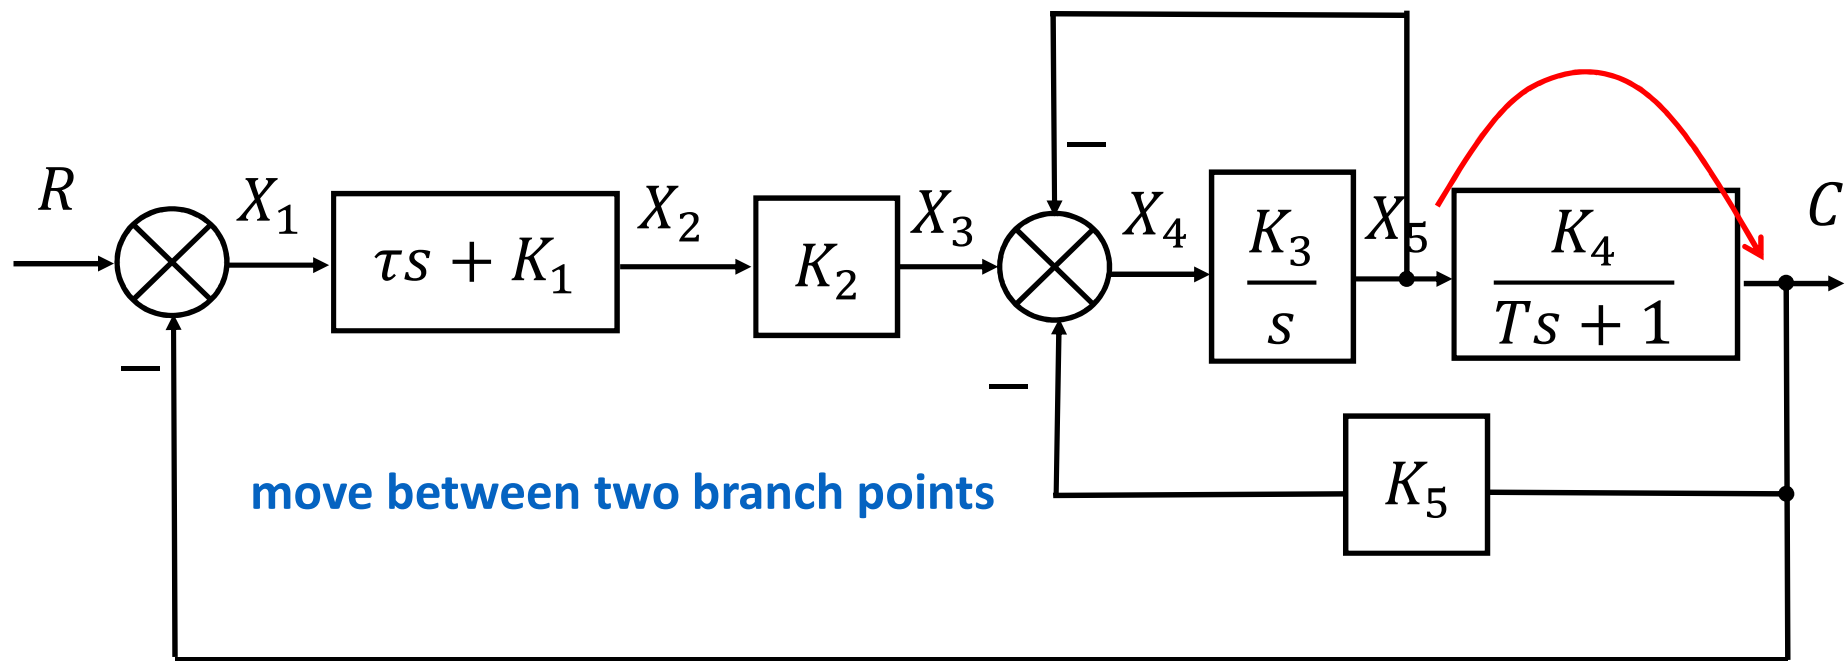 R
−
X₁
τs + K₁
X₂
K₂
X₃
−
−
X₄
K₃
s
X₅
K₄
Ts + 1
C
K₅
move between two branch points